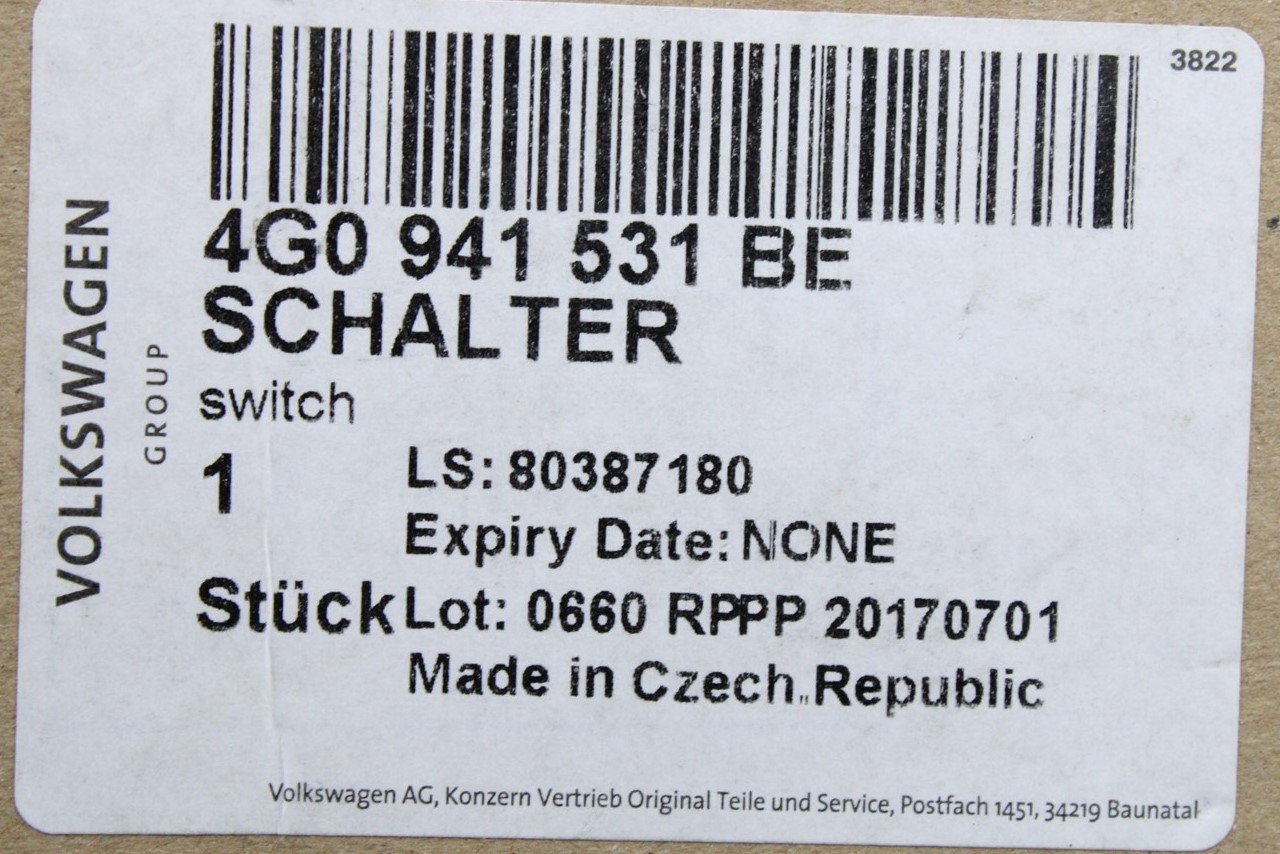 3822
VOLKSWAGEN
GROUP
4G0 941 531 BE
SCHALTER
switch
1
LS: 80387180
Expiry Date: NONE
Stück Lot: 0660 RPPP 20170701
Made in Czech Republic
Volkswagen AG, Konzern Vertrieb Original Teile und Service, Postfach 1451, 34219 Baunatal